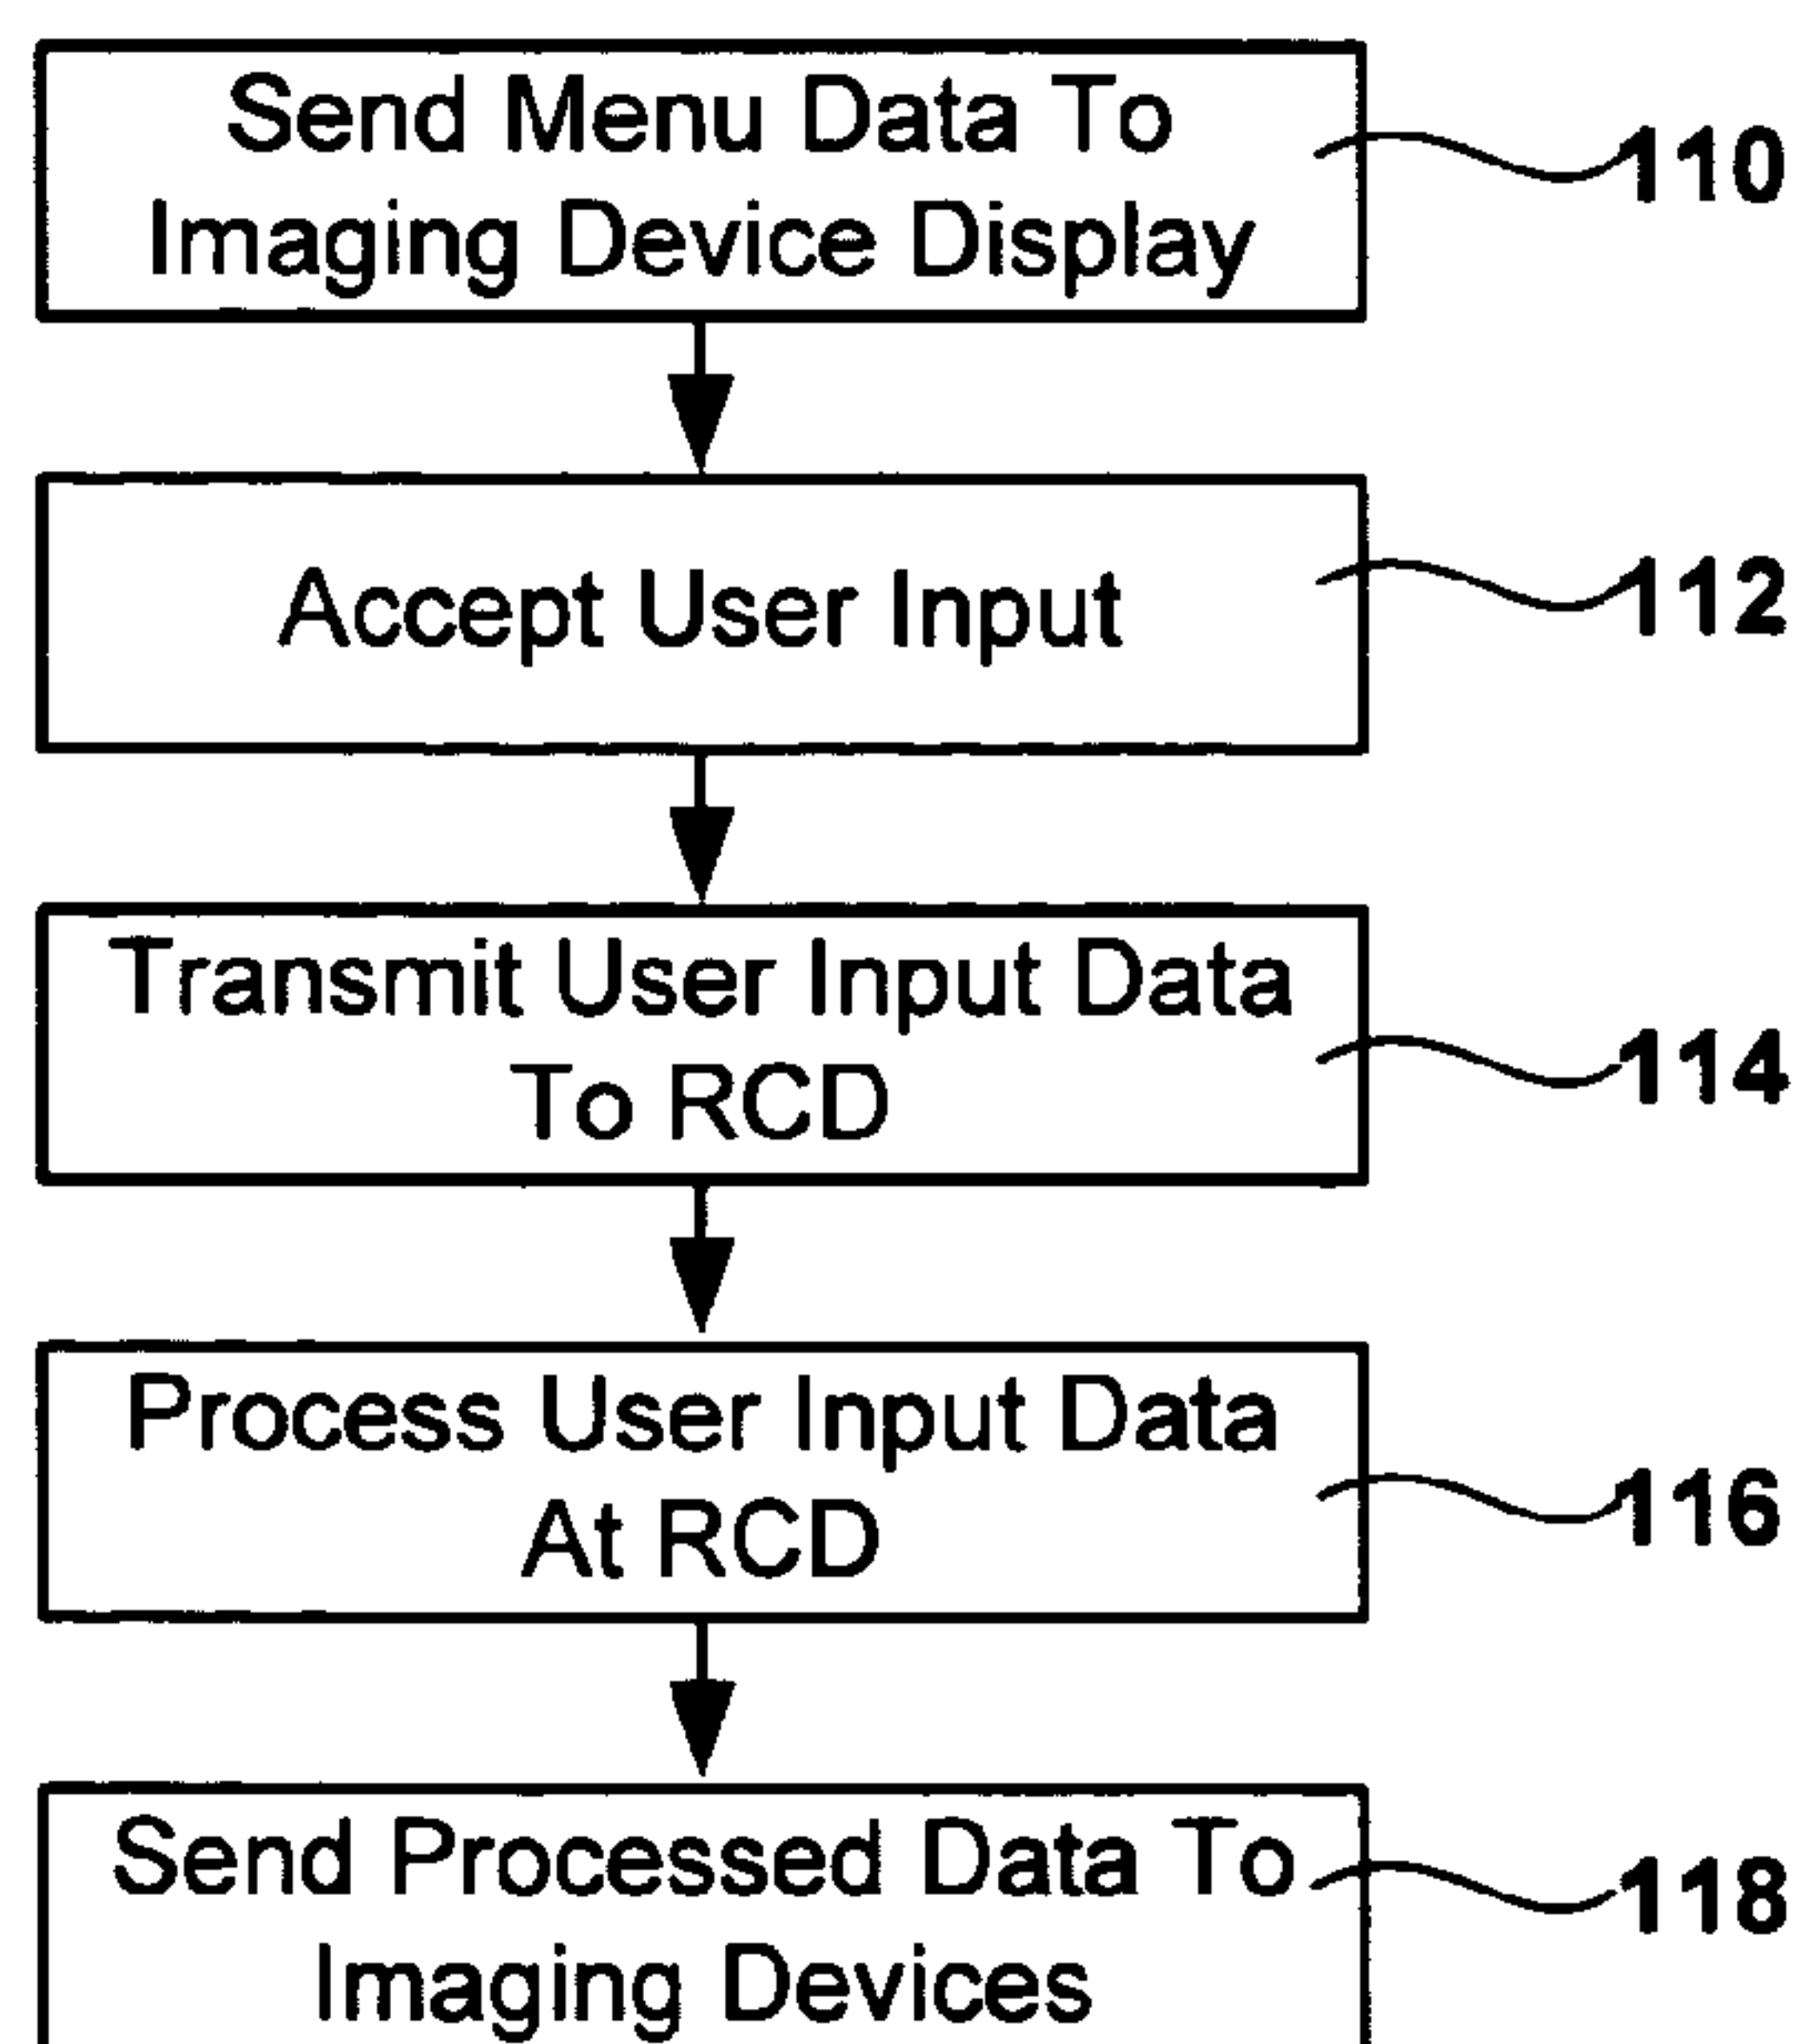 Send Menu Data To
Imaging Device Display
110
Accept User Input
112
Transmit User Input Data
To RCD
114
Process User Input Data
At RCD
116
Send Processed Data To
Imaging Devices
118